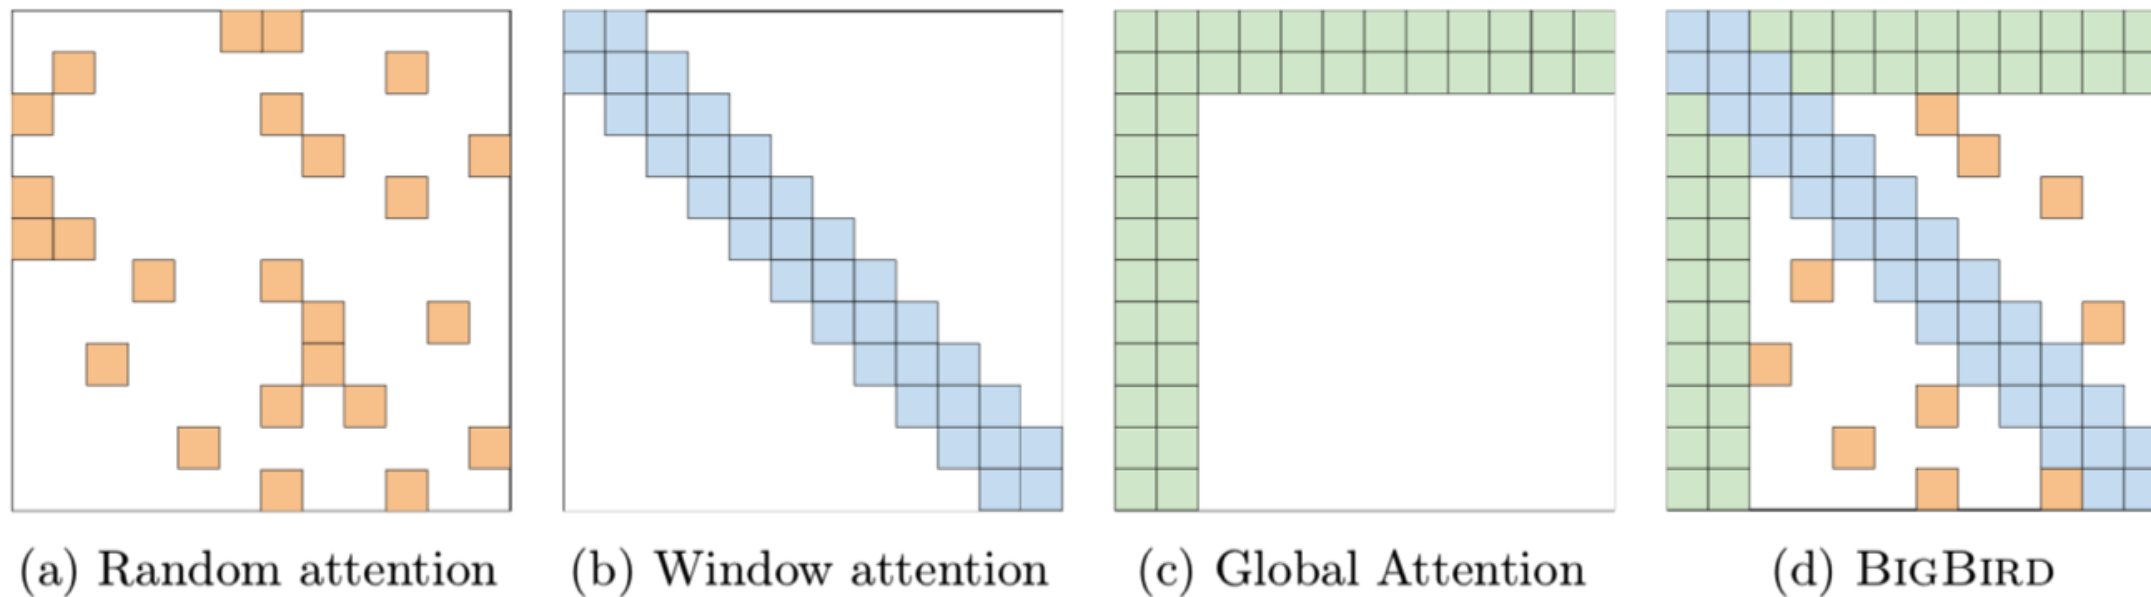 (a) Random attention
(b) Window attention
(c) Global Attention
(d) BIGBIRD